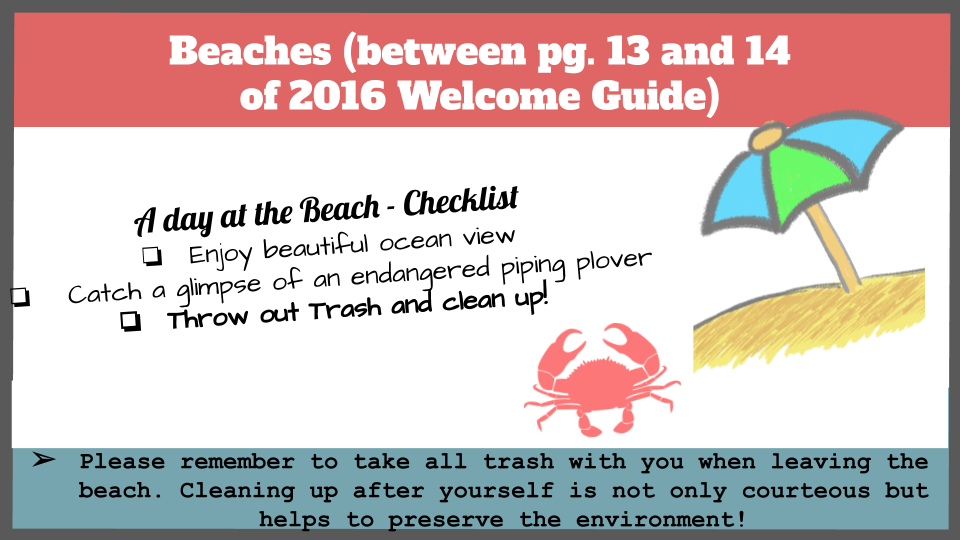 Beaches (between pg. 13 and 14
of 2016 Welcome Guide)
A day at the Beach - Checklist
❏ Enjoy beautiful ocean view
❏ Catch a glimpse of an endangered piping plover
❏ Throw out Trash and clean up!
➢ Please remember to take all trash with you when leaving the
beach. Cleaning up after yourself is not only courteous but
helps to preserve the environment!